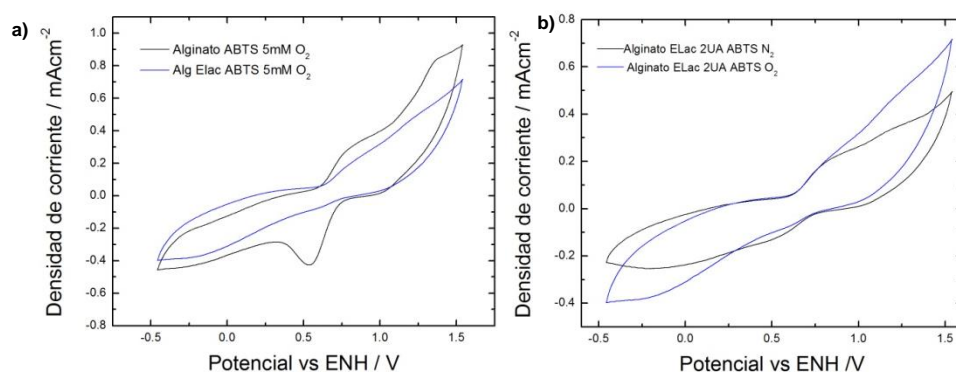 a)
Densidad de corriente / mAcm-2
1.0
0.8
0.6
0.4
0.2
0.0
-0.2
-0.4
-0.6
-0.8
Alginato ABTS 5mM O2
Alg Elac ABTS 5mM O2
-0.5
0.0
0.5
1.0
1.5
Potencial vs ENH / V
b)
Densidad de corriente / mAcm-2
0.8
0.6
0.4
0.2
0.0
-0.2
-0.4
Alginato ELac 2UA ABTS N2
Alginato ELac 2UA ABTS O2
-0.5
0.0
0.5
1.0
1.5
Potencial vs ENH /V